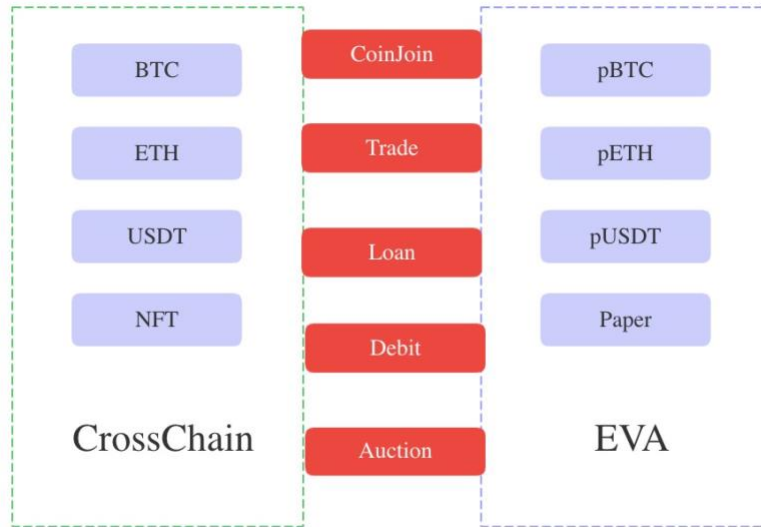 BTC
ETH
USDT
NFT
CrossChain
CoinJoin
Trade
Loan
Debit
Auction
pBTC
pETH
pUSDT
Paper
EVA